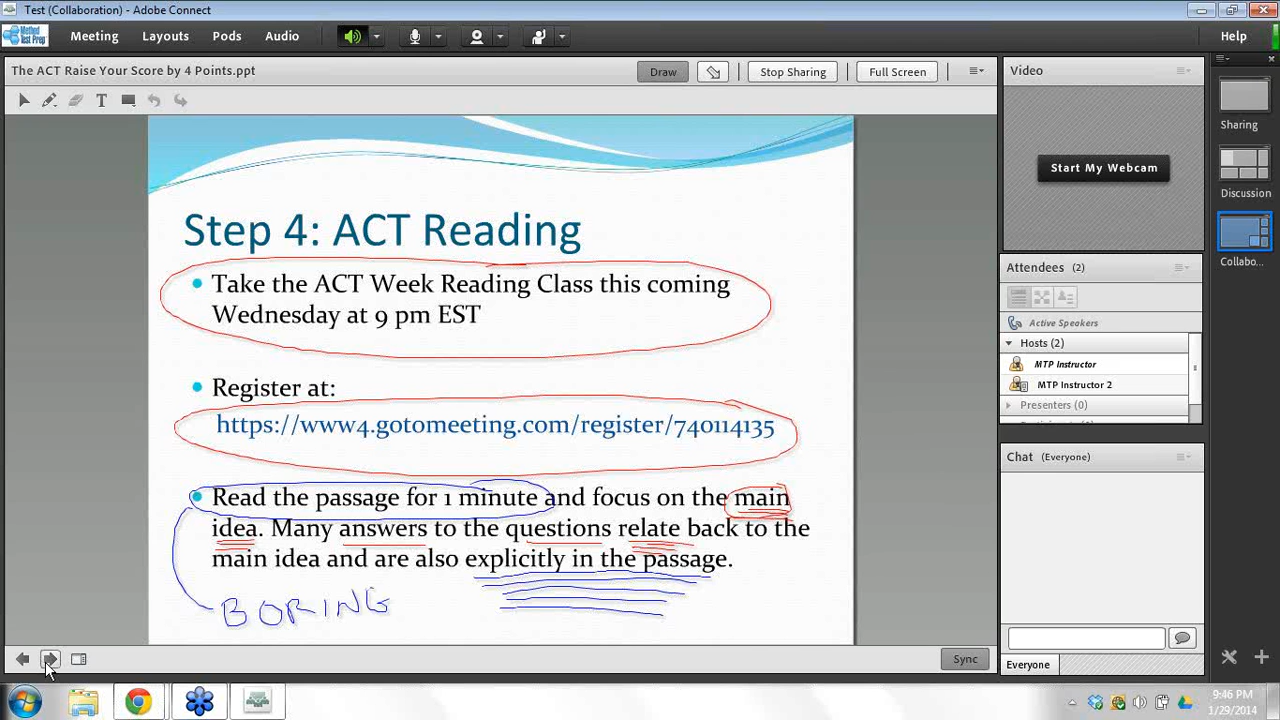 Test (Collaboration) - Adobe Connect
Method Test Prep
Meeting Layouts Pods Audio Help
The ACT Raise Your Score by 4 Points.ppt
Draw Stop Sharing Full Screen
T
Step 4: ACT Reading
• Take the ACT Week Reading Class this coming
Wednesday at 9 pm EST
• Register at:
https://www4.gotomeeting.com/register/740114135
• Read the passage for 1 minute and focus on the main
idea. Many answers to the questions relate back to the
main idea and are also explicitly in the passage.
BORING
Sync
Video
Start My Webcam
Attendees (2)
Active Speakers
Hosts (2)
MTP Instructor
MTP Instructor 2
Presenters (0)
Chat (Everyone)
Everyone
Sharing
Discussion
Collabo...
9:46 PM
1/29/2014